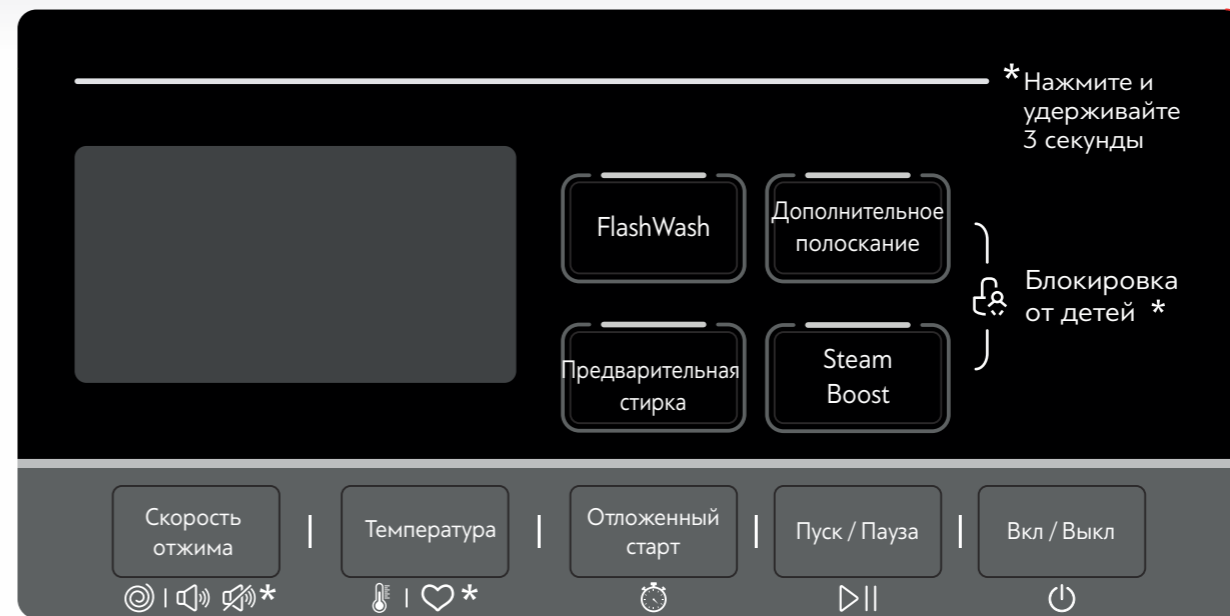 *Нажмите и
удерживайте
3 секунды
FlashWash
Дополнительное
полоскание
Блокировка
от детей *
Предварительная
стирка
Steam
Boost
Скорость
отжима
Температура
Отложенный
старт
Пуск / Пауза
Вкл / Выкл
*
*